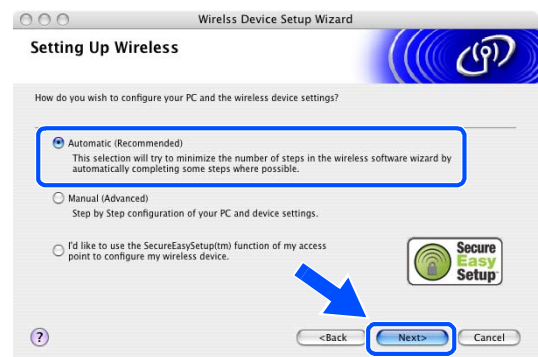 Wirelss Device Setup Wizard
Setting Up Wireless
How do you wish to configure your PC and the wireless device settings?
Automatic (Recommended)
This selection will try to minimize the number of steps in the wireless software wizard by
automatically completing some steps where possible.
Manual (Advanced)
Step by Step configuration of your PC and device settings.
I'd like to use the SecureEasySetup(tm) function of my access
point to configure my wireless device.
Secure
Easy
Setup
?
<Back
Next>
Cancel